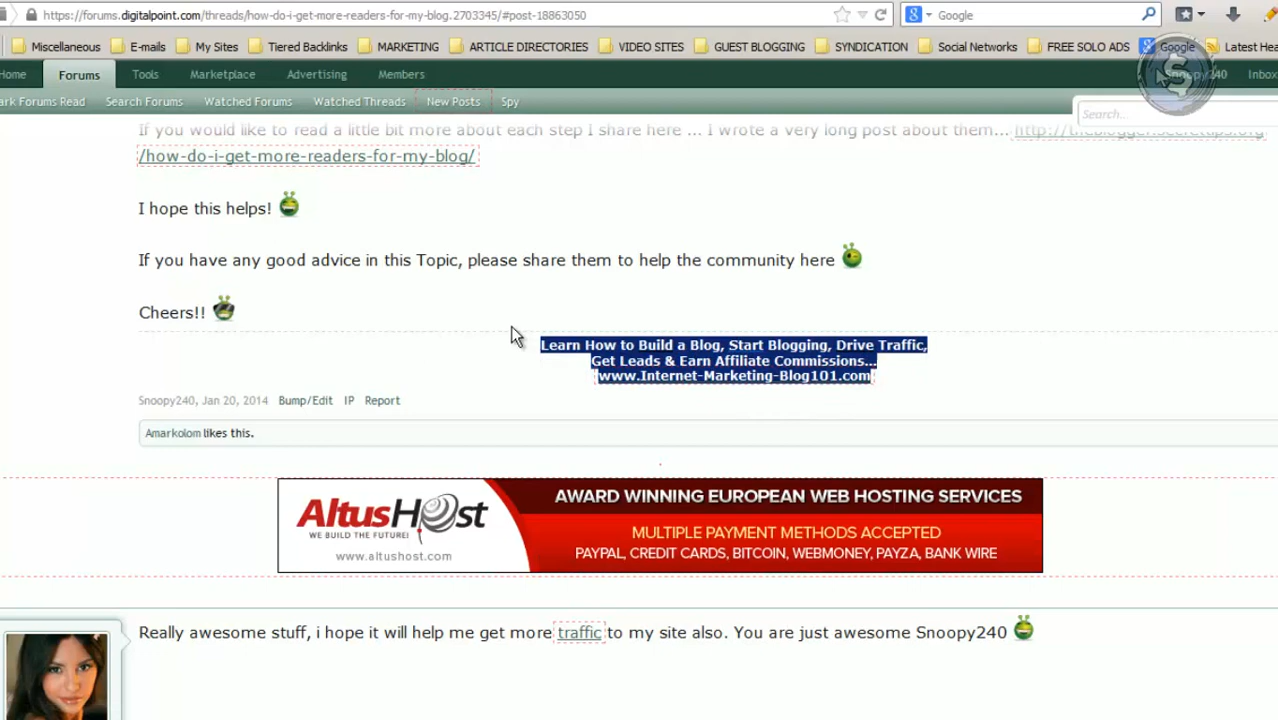 https://forums.digitalpoint.com/threads/how-do-i-get-more-readers-for-my-blog.2703345/#post-18863050
Google
Miscellaneous E-mails My Sites Tiered Backlinks MARKETING ARTICLE DIRECTORIES VIDEO SITES GUEST BLOGGING SYNDICATION Social Networks FREE SOLO ADS Google Latest Hea
Home Forums Tools Marketplace Advertising Members Snoopy240 Inbox
ark Forums Read Search Forums Watched Forums Watched Threads New Posts Spy
Search...
If you would like to read a little bit more about each step I share here ... I wrote a very long post about them...
/how-do-i-get-more-readers-for-my-blog/
I hope this helps!
If you have any good advice in this Topic, please share them to help the community here
Cheers!!
Learn How to Build a Blog, Start Blogging, Drive Traffic,
Get Leads & Earn Affiliate Commissions...
www.Internet-Marketing-Blog101.com
Snoopy240, Jan 20, 2014 Bump/Edit IP Report
Amarkolom likes this.
AltusHost
WE BUILD THE FUTURE!
www.altushost.com
AWARD WINNING EUROPEAN WEB HOSTING SERVICES
MULTIPLE PAYMENT METHODS ACCEPTED
PAYPAL, CREDIT CARDS, BITCOIN, WEBMONEY, PAYZA, BANK WIRE
Really awesome stuff, i hope it will help me get more traffic to my site also. You are just awesome Snoopy240